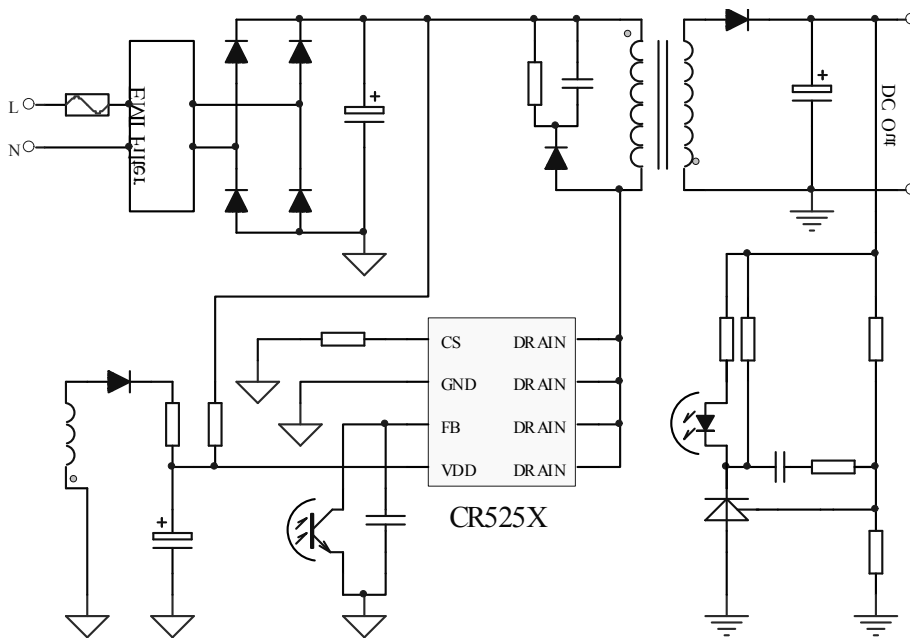 L
N
EMI Filter
DC Out
CS
DRAIN
GND
DRAIN
FB
DRAIN
VDD
DRAIN
CR525X
+
+
+